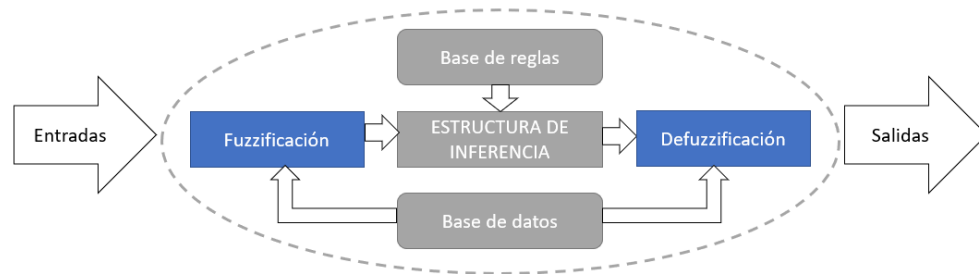 Base de reglas
Entradas
Fuzzificación
ESTRUCTURA DE
INFERENCIA
Defuzzificación
Salidas
Base de datos